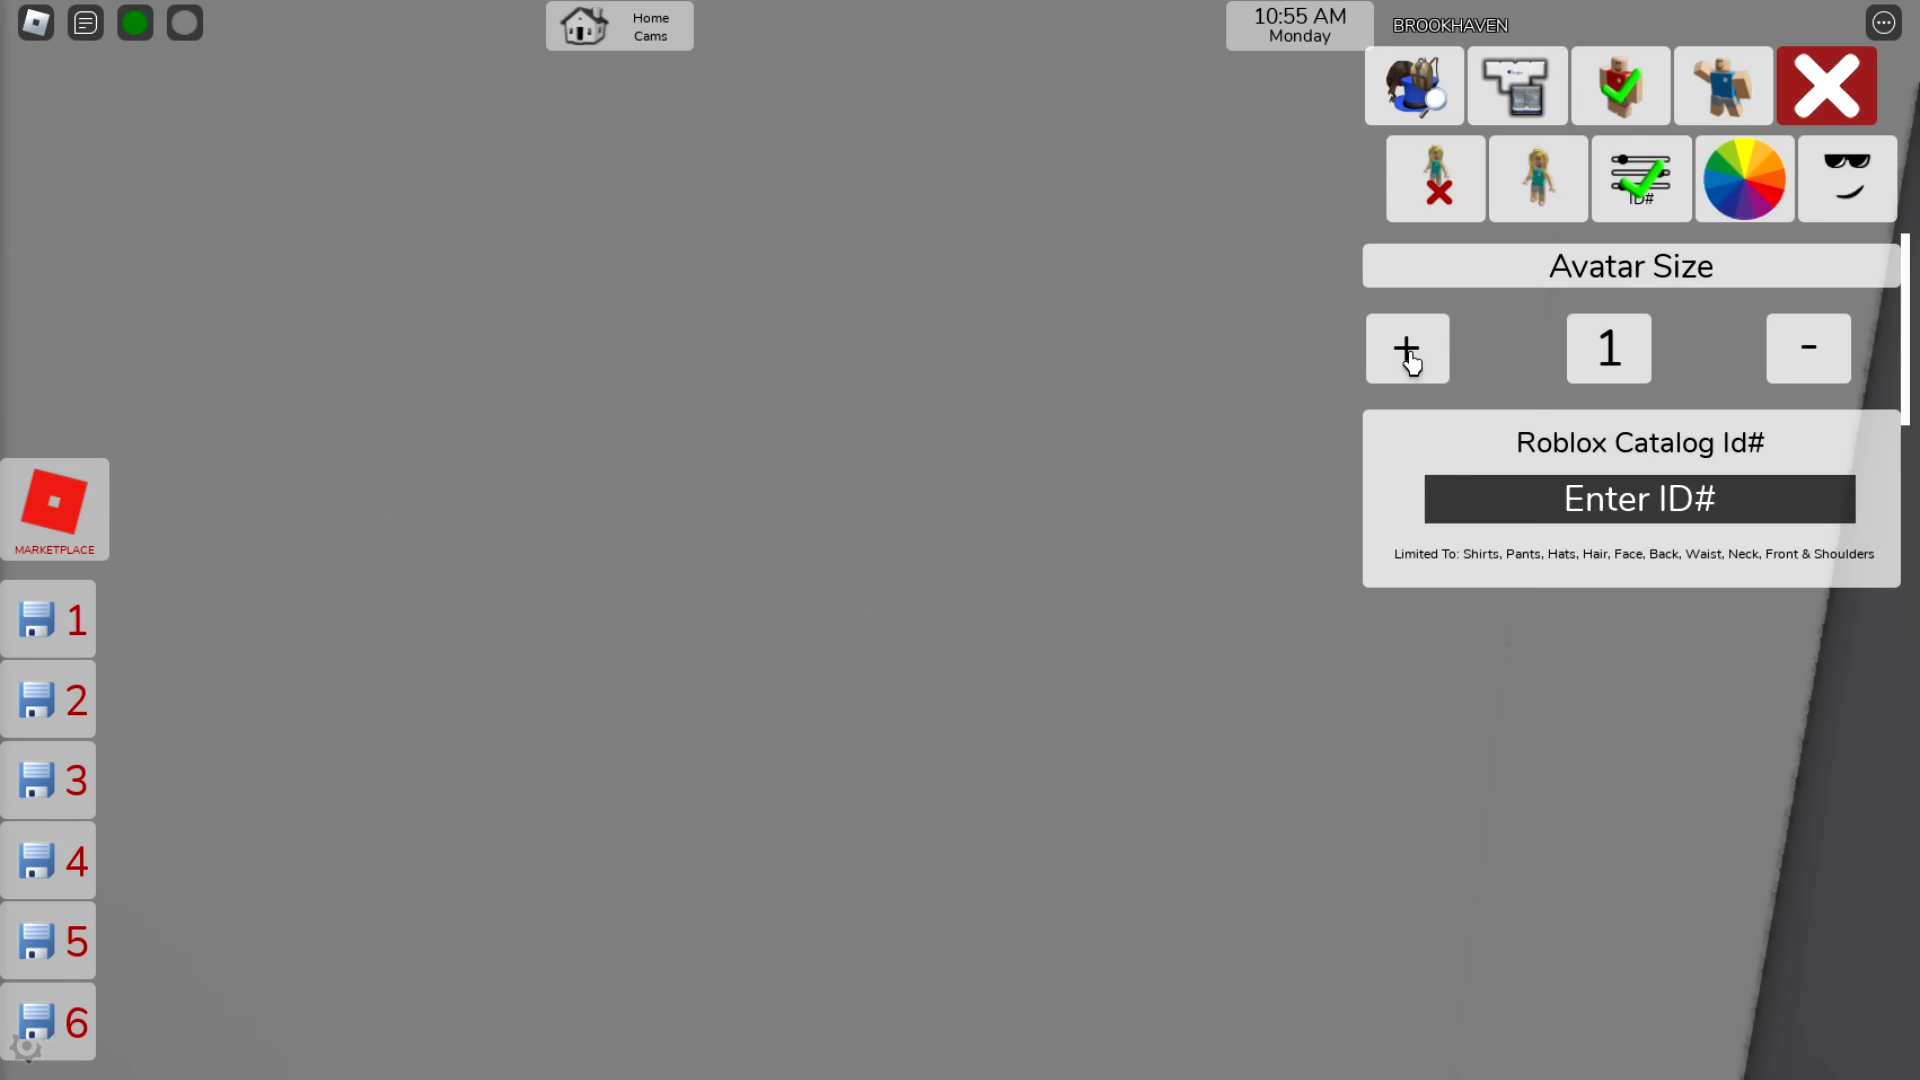 Home
Cams
10:55 AM
Monday
BROOKHAVEN
ID#
Avatar Size
+
1
-
Roblox Catalog Id#
Enter ID#
Limited To: Shirts, Pants, Hats, Hair, Face, Back, Waist, Neck, Front & Shoulders
MARKETPLACE
1
2
3
4
5
6